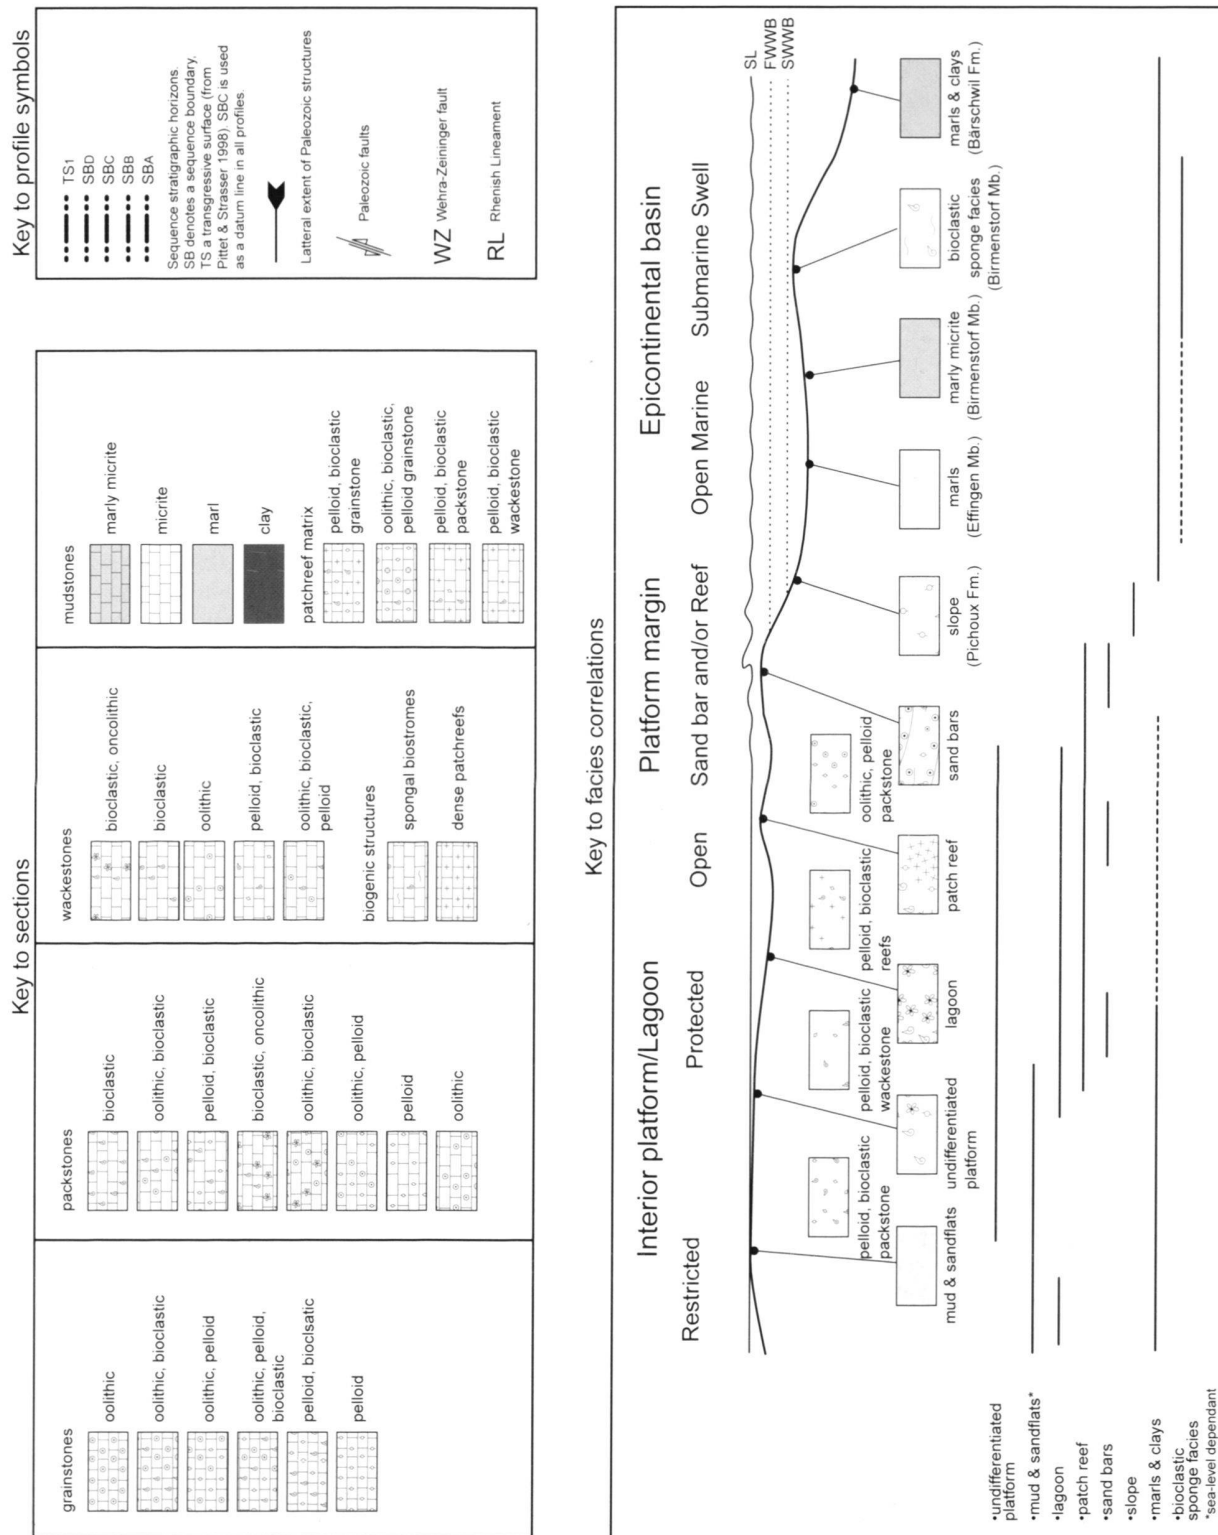 Key to sections
grainstones
oolithic
oolithic, bioclastic
oolithic, pelloid
oolithic, pelloid,
bioclastic
pelloid, bioclsatic
pelloid
packstones
bioclastic
oolithic, bioclastic
pelloid, bioclastic
bioclastic, oncolithic
oolithic, bioclastic
oolithic, pelloid
pelloid
oolithic
wackestones
bioclastic, oncolithic
bioclastic
oolithic
pelloid, bioclastic
oolithic, bioclastic,
pelloid
biogenic structures
spongal biostromes
dense patchreefs
mudstones
marly micrite
micrite
marl
clay
patchreef matrix
pelloid, bioclastic
grainstone
oolithic, bioclastic,
pelloid grainstone
pelloid, bioclastic
packstone
pelloid, bioclastic
wackestone
Key to profile symbols
TS1
SBD
SBC
SBB
SBA
Sequence stratigraphic horizons.
SB denotes a sequence boundary,
TS a transgressive surface (from
Pittet & Strasser 1998). SBC is used
as a datum line in all profiles.
Latteral extent of Paleozoic structures
Paleozoic faults
WZ Wehra-Zeininger fault
RL Rhenish Lineament
Key to facies correlations
Interior platform/Lagoon
Platform margin
Epicontinental basin
Restricted
Protected
Open
Sand bar and/or Reef
Open Marine
Submarine Swell
SL
FWWB
SWWB
pelloid, bioclastic
packstone
pelloid, bioclastic
wackestone
pelloid, bioclastic
reefs
oolithic, pelloid
packstone
mud & sandflats
undifferentiated
platform
lagoon
patch reef
sand bars
slope
(Pichoux Fm.)
marls
(Effingen Mb.)
marly micrite
(Birmenstorf Mb.)
bioclastic
sponge facies
(Birmenstorf Mb.)
marls & clays
(Bärschwil Fm.)
•undifferentiated
platform
•mud & sandflats*
•lagoon
•patch reef
•sand bars
•slope
•marls & clays
•bioclastic
sponge facies
*sea-level dependant